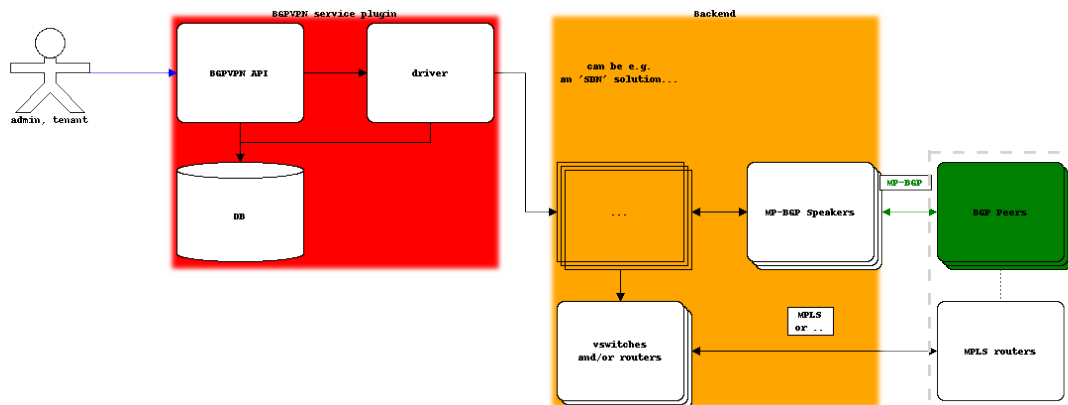 BGPVPN service plugin
Backend
BGPVPN API
driver
can be e.g.
an 'SDN' solution...
admin, tenant
DB
...
MP-BGP Speakers
MP-BGP
BGP Peers
MPLS
or ..
vswitches
and/or routers
MPLS routers